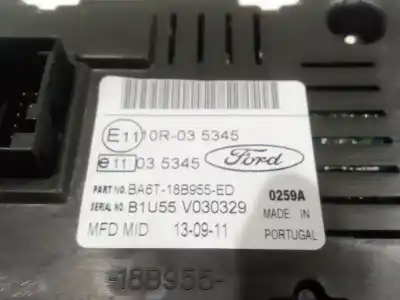 E11 10R-03 5345
e11 03 5345 Ford
PART NO. BA6T-18B955-ED
0259A
SERIAL NO. B1U55 V030329
MADE IN
MFD MID 13-09-11
PORTUGAL
-18B955-